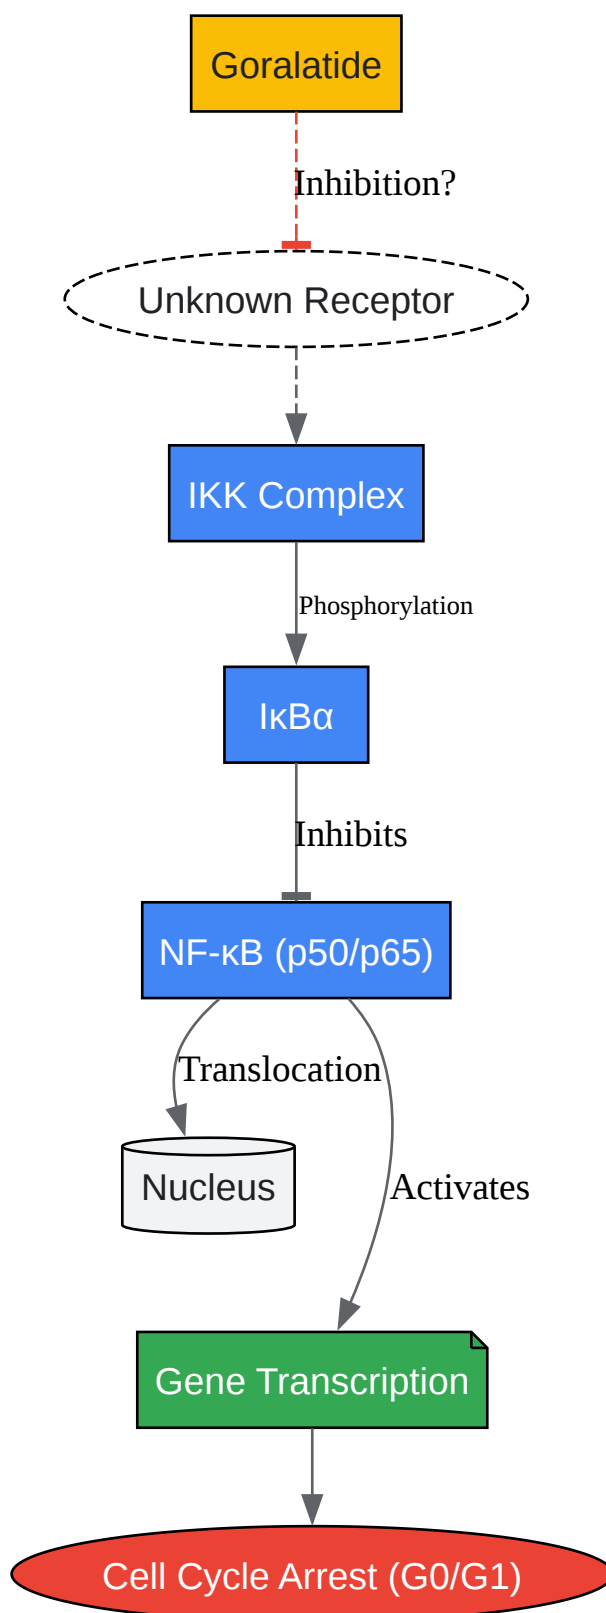 Goralatide
Inhibition?
Unknown Receptor
IKK Complex
Phosphorylation
IκBα
Inhibits
NF-κB (p50/p65)
Translocation
Nucleus
Activates
Gene Transcription
Cell Cycle Arrest (G0/G1)